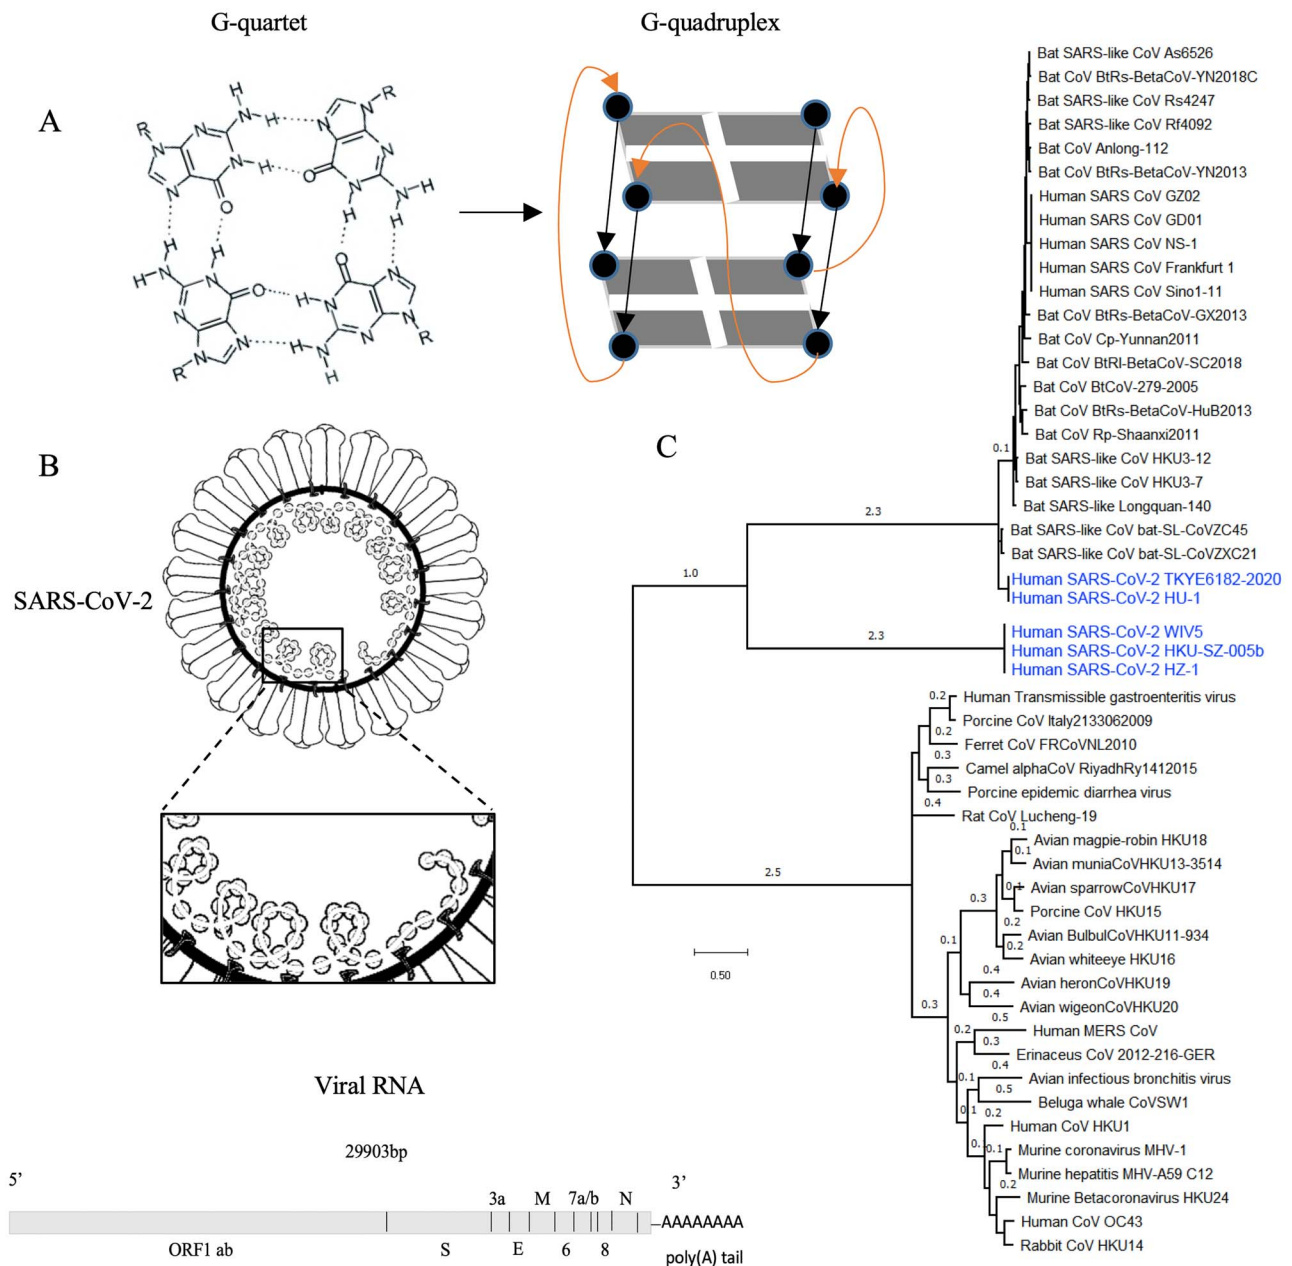 G-quartet
G-quadruplex
A
B
SARS-CoV-2
Viral RNA
29903bp
5’
3’
3a
M
7a/b
N
AAAAAAAA
ORF1 ab
S
E
6
8
poly(A) tail
C
Bat SARS-like CoV As6526
Bat CoV BtRs-BetaCoV-YN2018C
Bat SARS-like CoV Rs4247
Bat SARS-like CoV Rf4092
Bat CoV Anlong-112
Bat CoV BtRs-BetaCoV-YN2013
Human SARS CoV GZ02
Human SARS CoV GD01
Human SARS CoV NS-1
Human SARS CoV Frankfurt 1
Human SARS CoV Sino1-11
Bat CoV BtRs-BetaCoV-GX2013
Bat CoV Cp-Yunnan2011
Bat CoV BtRl-BetaCoV-SC2018
Bat CoV BtCoV-279-2005
Bat CoV BtRs-BetaCoV-HuB2013
Bat CoV Rp-Shaanxi2011
0.1
Bat SARS-like CoV HKU3-12
Bat SARS-like CoV HKU3-7
Bat SARS-like Longquan-140
2.3
Bat SARS-like CoV bat-SL-CoVZC45
Bat SARS-like CoV bat-SL-CoVZXC21
1.0
Human SARS-CoV-2 TKYE6182-2020
Human SARS-CoV-2 HU-1
2.3
Human SARS-CoV-2 WIV5
Human SARS-CoV-2 HKU-SZ-005b
Human SARS-CoV-2 HZ-1
0.2
Human Transmissible gastroenteritis virus
Porcine CoV Italy2133062009
0.2
Ferret CoV FRCoVNL2010
0.3
Camel alphaCoV RiyadhRy1412015
0.3
Porcine epidemic diarrhea virus
0.4
Rat CoV Lucheng-19
0.1
Avian magpie-robin HKU18
0.1
Avian muniaCoVHKU13-3514
2.5
0.1
Avian sparrowCoVHKU17
0.3
Porcine CoV HKU15
0.2
Avian BulbulCoVHKU11-934
0.1
0.2
Avian whiteeye HKU16
0.4
0.50
Avian heronCoVHKU19
0.4
0.3
Avian wigeonCoVHKU20
0.5
0.2
Human MERS CoV
0.3
Erinaceus CoV 2012-216-GER
0.4
0.1
Avian infectious bronchitis virus
0.5
Beluga whale CoVSW1
0.1
0.2
Human CoV HKU1
0.1
0.1
Murine coronavirus MHV-1
Murine hepatitis MHV-A59 C12
0.2
Murine Betacoronavirus HKU24
Human CoV OC43
Rabbit CoV HKU14
R
N
H
O